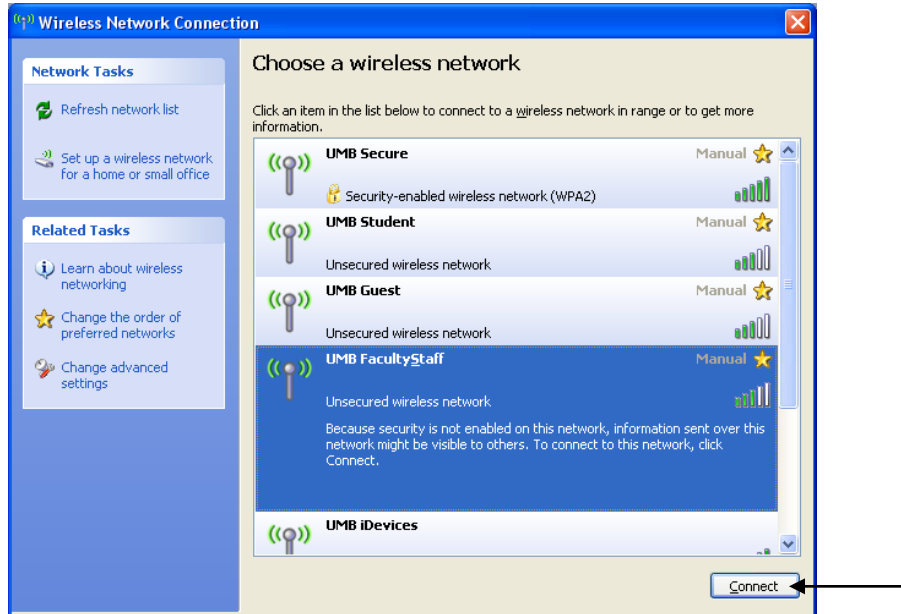 Wireless Network Connection
Network Tasks
Refresh network list
Set up a wireless network
for a home or small office
Related Tasks
Learn about wireless
networking
Change the order of
preferred networks
Change advanced
settings
Choose a wireless network
Click an item in the list below to connect to a wireless network in range or to get more
information.
UMB Secure Manual
Security-enabled wireless network (WPA2)
UMB Student Manual
Unsecured wireless network
UMB Guest Manual
Unsecured wireless network
UMB FacultyStaff Manual
Unsecured wireless network
Because security is not enabled on this network, information sent over this
network might be visible to others. To connect to this network, click
Connect.
UMB iDevices
Connect